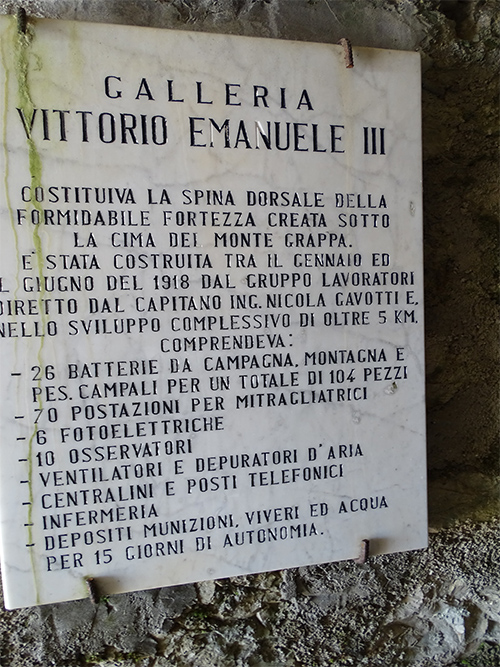 GALLERIA
VITTORIO EMANUELE III
COSTITUIVA LA SPINA DORSALE DELLA
FORMIDABILE FORTEZZA CREATA SOTTO
LA CIMA DEL MONTE GRAPPA.
E' STATA COSTRUITA TRA IL GENNAIO ED
IL GIUGNO DEL 1918 DAL GRUPPO LAVORATORI
DIRETTO DAL CAPITANO ING. NICOLA GAVOTTI E,
NELLO SVILUPPO COMPLESSIVO DI OLTRE 5 KM,
COMPRENDEVA:
- 26 BATTERIE DA CAMPAGNA, MONTAGNA E
PES. CAMPALI PER UN TOTALE DI 104 PEZZI
- 70 POSTAZIONI PER MITRAGLIATRICI
- 6 FOTOELETTRICHE
- 10 OSSERVATORI
- VENTILATORI E DEPURATORI D'ARIA
- CENTRALINI E POSTI TELEFONICI
- INFERMERIA
- DEPOSITI MUNIZIONI, VIVERI ED ACQUA
PER 15 GIORNI DI AUTONOMIA.